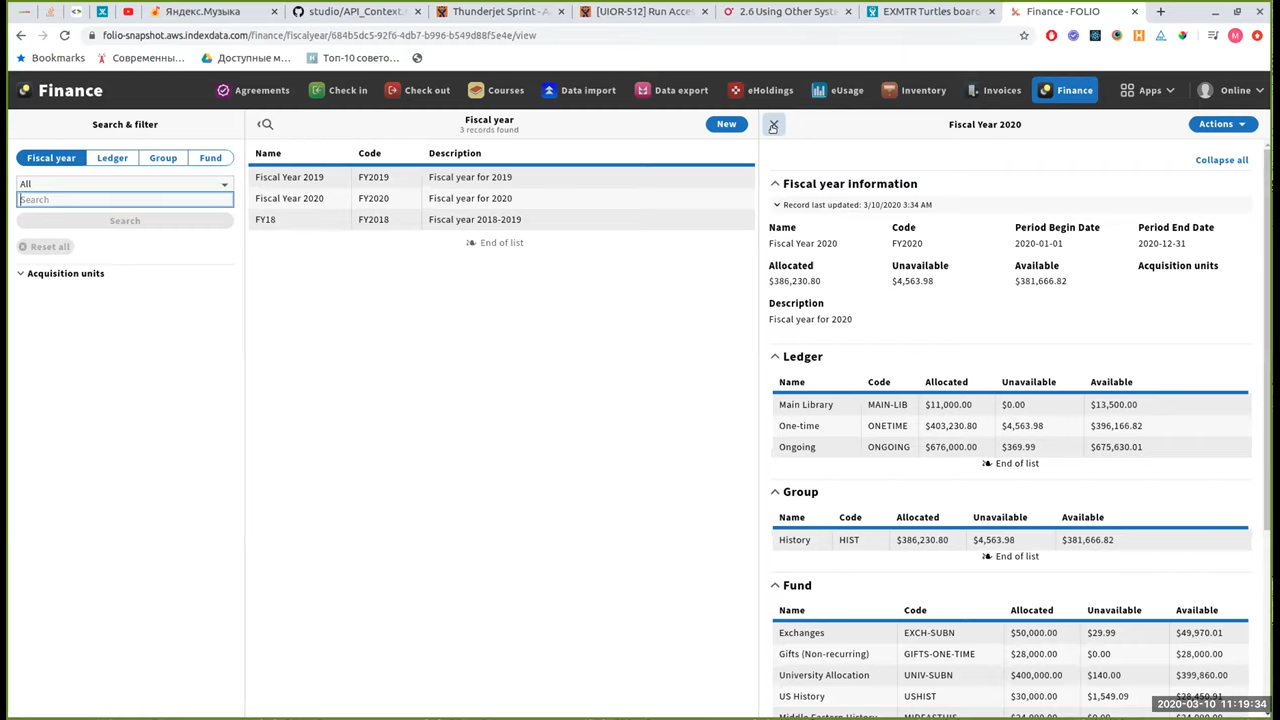 Яндекс.Музыка
studio/API_Context.
Thunderjet Sprint - A
[UIOR-512] Run Acces
2.6 Using Other Syst
EXMTR Turtles board
Finance - FOLIO
folio-snapshot.aws.indexdata.com/finance/fiscalyear/684b5dc5-92f6-4db7-b996-b549d88f5e4e/view
Bookmarks Современны... Доступные м... Топ-10 совето...
Finance
Agreements Check in Check out Courses Data import Data export eHoldings eUsage Inventory Invoices Finance Apps Online
Search & filter
Fiscal year Ledger Group Fund
All
Search
Search
Reset all
Acquisition units
Fiscal year
3 records found
New
Name Code Description
Fiscal Year 2019 FY2019 Fiscal year for 2019
Fiscal Year 2020 FY2020 Fiscal year for 2020
FY18 FY2018 Fiscal year 2018-2019
End of list
Fiscal Year 2020
Actions
Collapse all
Fiscal year information
Record last updated: 3/10/2020 3:34 AM
Name Code Period Begin Date Period End Date
Fiscal Year 2020 FY2020 2020-01-01 2020-12-31
Allocated Unavailable Available Acquisition units
$386,230.80 $4,563.98 $381,666.82
Description
Fiscal year for 2020
Ledger
Name Code Allocated Unavailable Available
Main Library MAIN-LIB $11,000.00 $0.00 $13,500.00
One-time ONETIME $403,230.80 $4,563.98 $396,166.82
Ongoing ONGOING $676,000.00 $369.99 $675,630.01
End of list
Group
Name Code Allocated Unavailable Available
History HIST $386,230.80 $4,563.98 $381,666.82
End of list
Fund
Name Code Allocated Unavailable Available
Exchanges EXCH-SUBN $50,000.00 $29.99 $49,970.01
Gifts (Non-recurring) GIFTS-ONE-TIME $28,000.00 $0.00 $28,000.00
University Allocation UNIV-SUBN $400,000.00 $140.00 $399,860.00
US History USHIST $30,000.00 $1,549.09 $28,450.91
2020-03-10 11:19:34